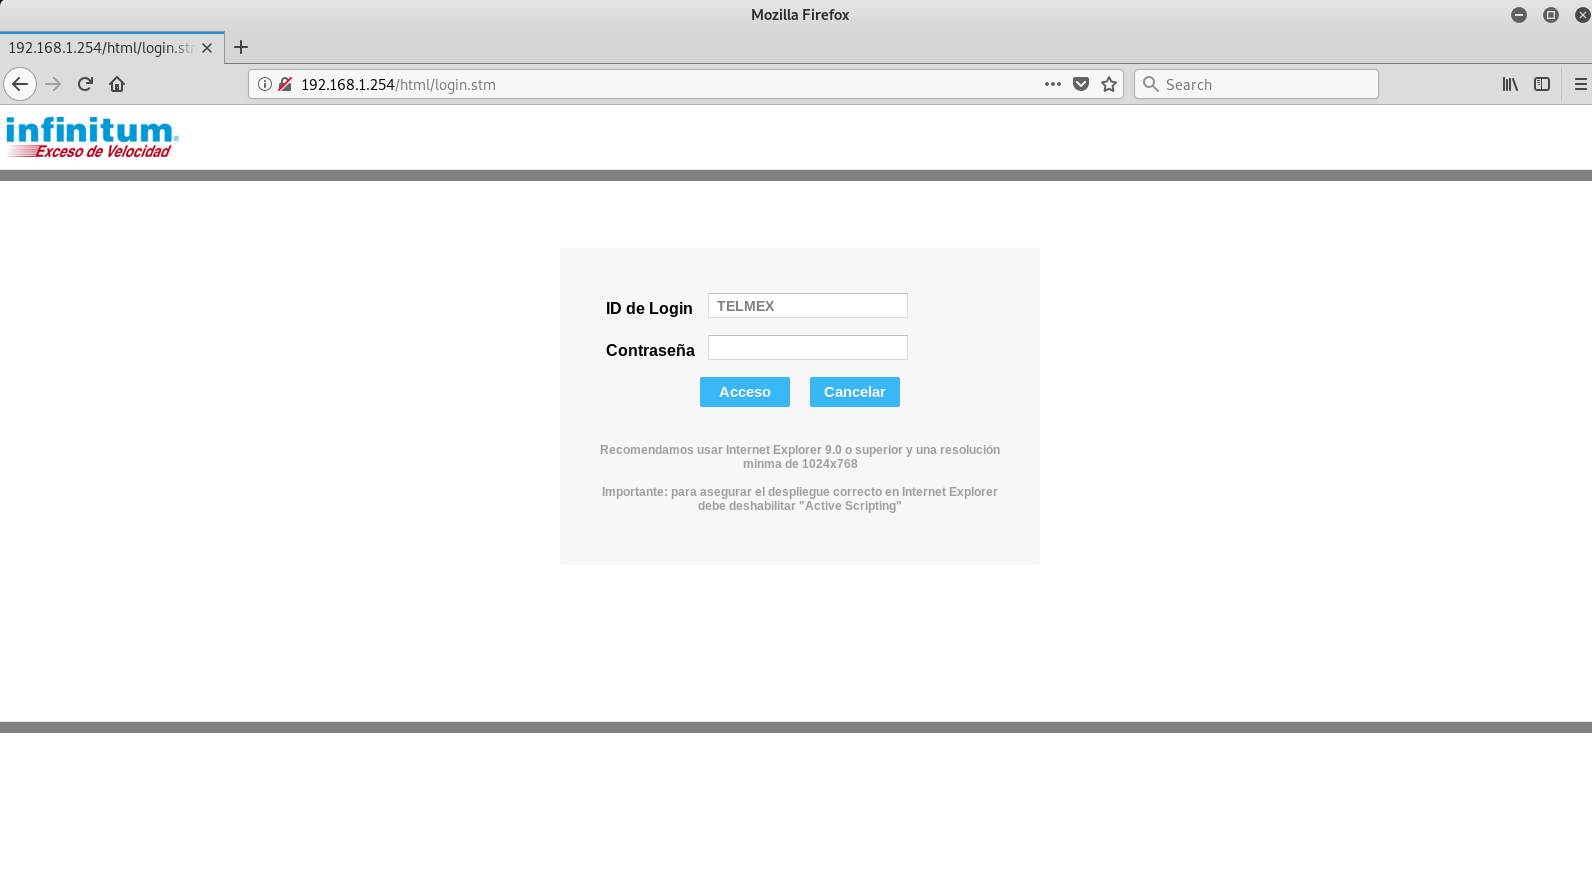 Mozilla Firefox
192.168.1.254/html/login.st
192.168.1.254/html/login.stm
Search
infinitum®
Exceso de Velocidad
ID de Login TELMEX
Contraseña
Acceso Cancelar
Recomendamos usar Internet Explorer 9.0 o superior y una resolución
minma de 1024x768
Importante: para asegurar el despliegue correcto en Internet Explorer
debe deshabilitar "Active Scripting"